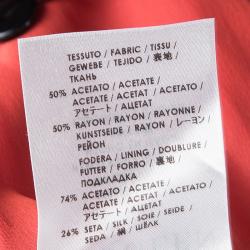 TESSUTO / FABRIC / TISSU /
GEWEBE / TEJIDO / 表地 /
ТКАНЬ
50% ACETATO / ACETATE /
ACETATE / ACETAT / ACETATO /
アセテート / АЦЕТАТ
50% RAYON / RAYON / RAYONNE /
KUNSTSEIDE / RAYON / レーヨン /
РЕЙОН
FODERA / LINING / DOUBLURE /
FUTTER / FORRO / 裏地 /
ПОДКЛАДКА
74% ACETATO / ACETATE /
ACETATE / ACETAT / ACETATO /
アセテート / АЦЕТАТ
26% SETA / SILK / SOIE / SEIDE /
SEDA / 絹 / ШЕЛК